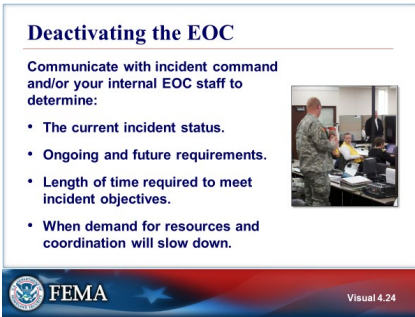 Deactivating the EOC
Communicate with incident command
and/or your internal EOC staff to
determine:
• The current incident status.
• Ongoing and future requirements.
• Length of time required to meet
incident objectives.
• When demand for resources and
coordination will slow down.
FEMA
Visual 4.24